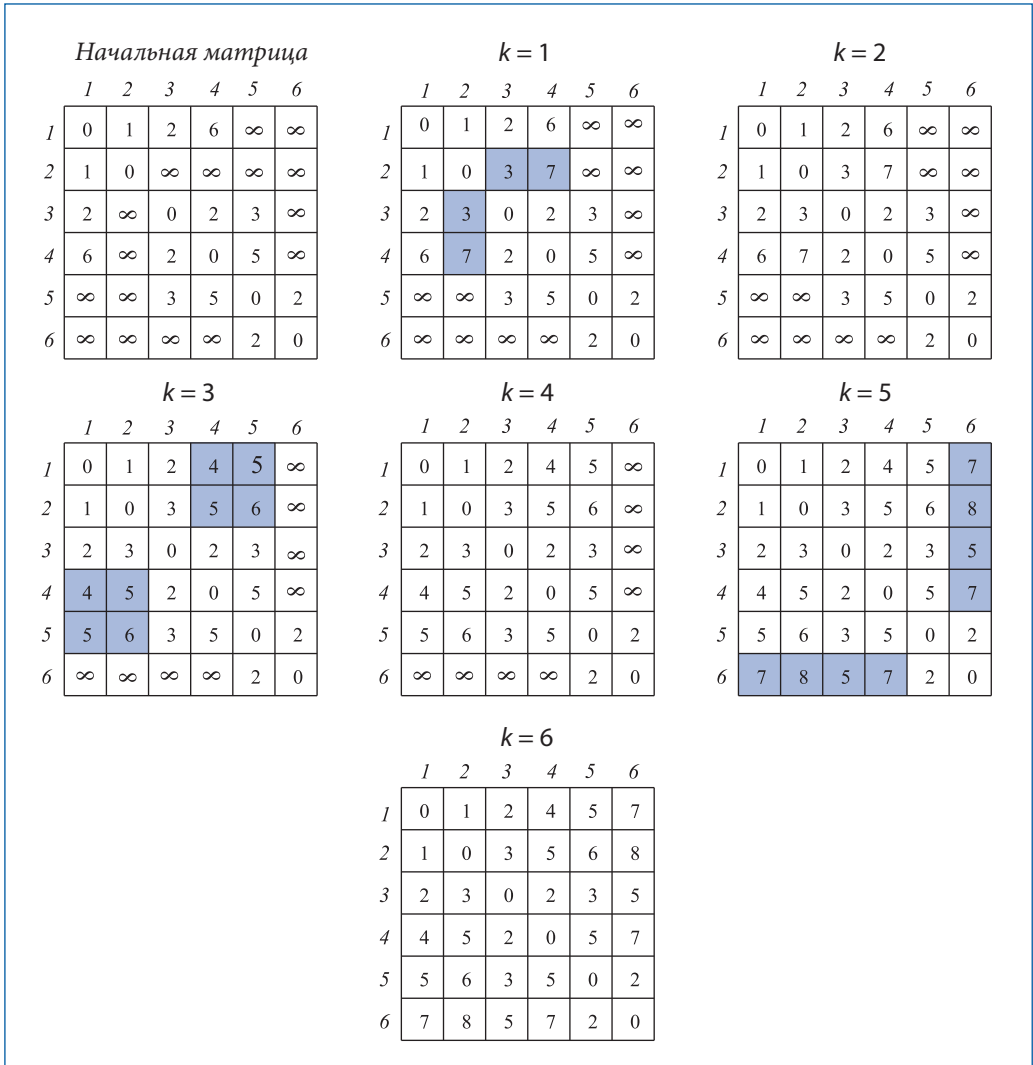 Начальная матрица k = 1 k = 2
1 2 3 4 5 6 1 2 3 4 5 6 1 2 3 4 5 6
1 0 1 2 6 ∞ ∞ 1 0 1 2 6 ∞ ∞ 1 0 1 2 6 ∞ ∞
2 1 0 ∞ ∞ ∞ ∞ 2 1 0 3 7 ∞ ∞ 2 1 0 3 7 ∞ ∞
3 2 ∞ 0 2 3 ∞ 3 2 3 0 2 3 ∞ 3 2 3 0 2 3 ∞
4 6 ∞ 2 0 5 ∞ 4 6 7 2 0 5 ∞ 4 6 7 2 0 5 ∞
5 ∞ ∞ 3 5 0 2 5 ∞ ∞ 3 5 0 2 5 ∞ ∞ 3 5 0 2
6 ∞ ∞ ∞ ∞ 2 0 6 ∞ ∞ ∞ ∞ 2 0 6 ∞ ∞ ∞ ∞ 2 0
k = 3 k = 4 k = 5
1 2 3 4 5 6 1 2 3 4 5 6 1 2 3 4 5 6
1 0 1 2 4 5 ∞ 1 0 1 2 4 5 ∞ 1 0 1 2 4 5 7
2 1 0 3 5 6 ∞ 2 1 0 3 5 6 ∞ 2 1 0 3 5 6 8
3 2 3 0 2 3 ∞ 3 2 3 0 2 3 ∞ 3 2 3 0 2 3 5
4 4 5 2 0 5 ∞ 4 4 5 2 0 5 ∞ 4 4 5 2 0 5 7
5 5 6 3 5 0 2 5 5 6 3 5 0 2 5 5 6 3 5 0 2
6 ∞ ∞ ∞ ∞ 2 0 6 ∞ ∞ ∞ ∞ 2 0 6 7 8 5 7 2 0
k = 6
1 2 3 4 5 6
1 0 1 2 4 5 7
2 1 0 3 5 6 8
3 2 3 0 2 3 5
4 4 5 2 0 5 7
5 5 6 3 5 0 2
6 7 8 5 7 2 0